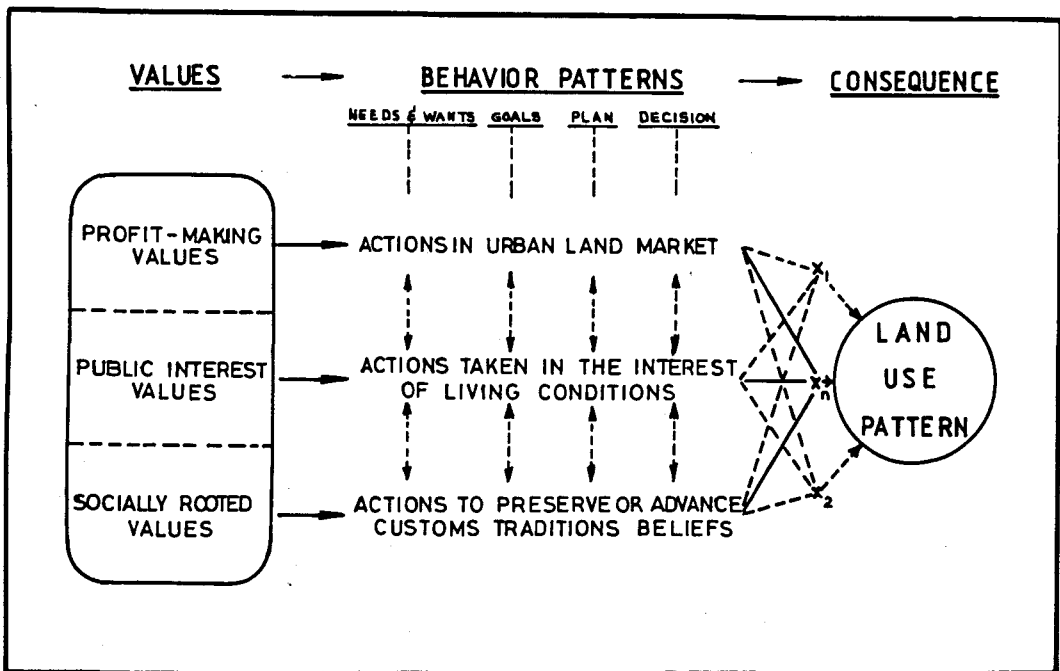 VALUES BEHAVIOR PATTERNS CONSEQUENCE
NEEDS & WANTS GOALS PLAN DECISION
PROFIT-MAKING
VALUES
ACTIONS IN URBAN LAND MARKET
PUBLIC INTEREST
VALUES
ACTIONS TAKEN IN THE INTEREST
OF LIVING CONDITIONS
SOCIALLY ROOTED
VALUES
ACTIONS TO PRESERVE OR ADVANCE
CUSTOMS TRADITIONS BELIEFS
X1
Xn
X2
LAND
USE
PATTERN